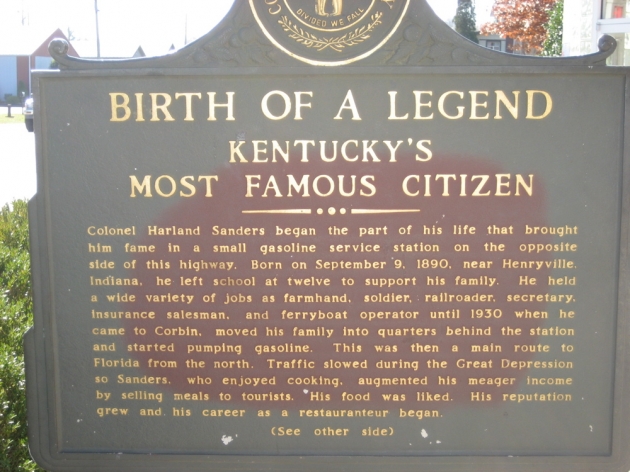 DIVIDED WE FALL
BIRTH OF A LEGEND
KENTUCKY'S
MOST FAMOUS CITIZEN
Colonel Harland Sanders began the part of his life that brought
him fame in a small gasoline service station on the opposite
side of this highway. Born on September 9, 1890, near Henryville,
Indiana, he left school at twelve to support his family. He held
a wide variety of jobs as farmhand, soldier, railroader, secretary,
insurance salesman, and ferryboat operator until 1930 when he
came to Corbin, moved his family into quarters behind the station
and started pumping gasoline. This was then a main route to
Florida from the north. Traffic slowed during the Great Depression
so Sanders, who enjoyed cooking, augmented his meager income
by selling meals to tourists. His food was liked. His reputation
grew and his career as a restauranteur began.
(See other side)